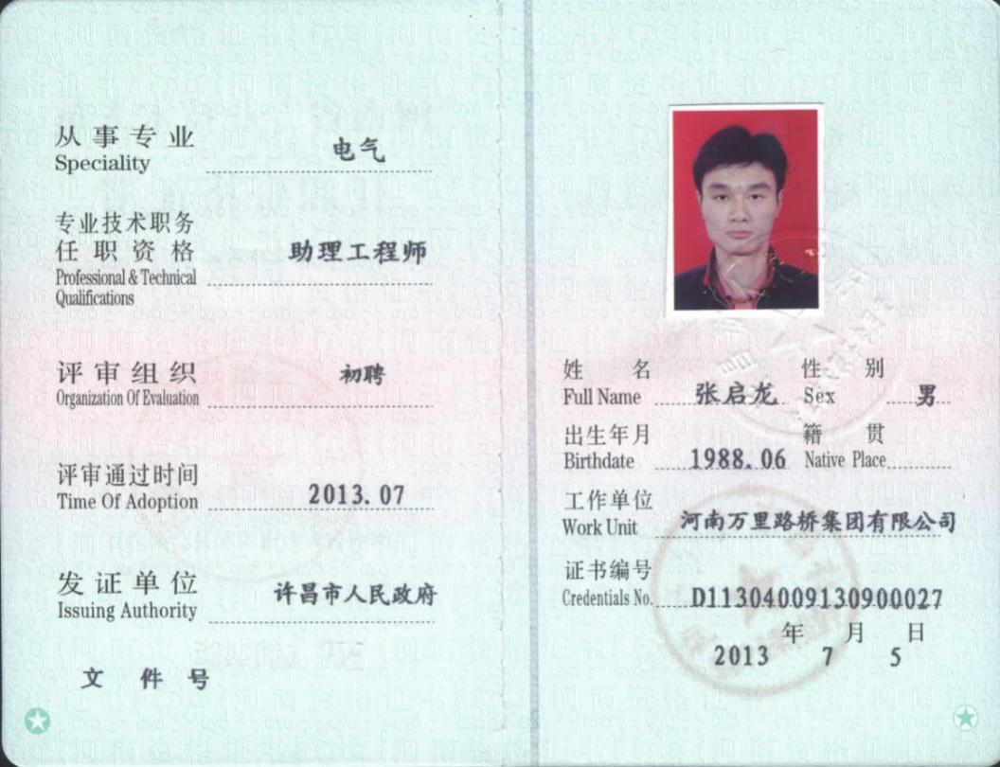 从事专业
Speciality
电气
专业技术职务
任职资格
助理工程师
Professional & Technical
Qualifications
评审组织
Organization Of Evaluation
初聘
评审通过时间
Time Of Adoption
2013.07
发证单位
Issuing Authority
许昌市人民政府
文件号
姓名
Full Name
张启龙
性别
Sex
男
出生年月
Birthdate
1988.06
籍贯
Native Place
工作单位
Work Unit
河南万里路桥集团有限公司
证书编号
Credentials No.
D11304009130900027
年 月 日
2013 7 5